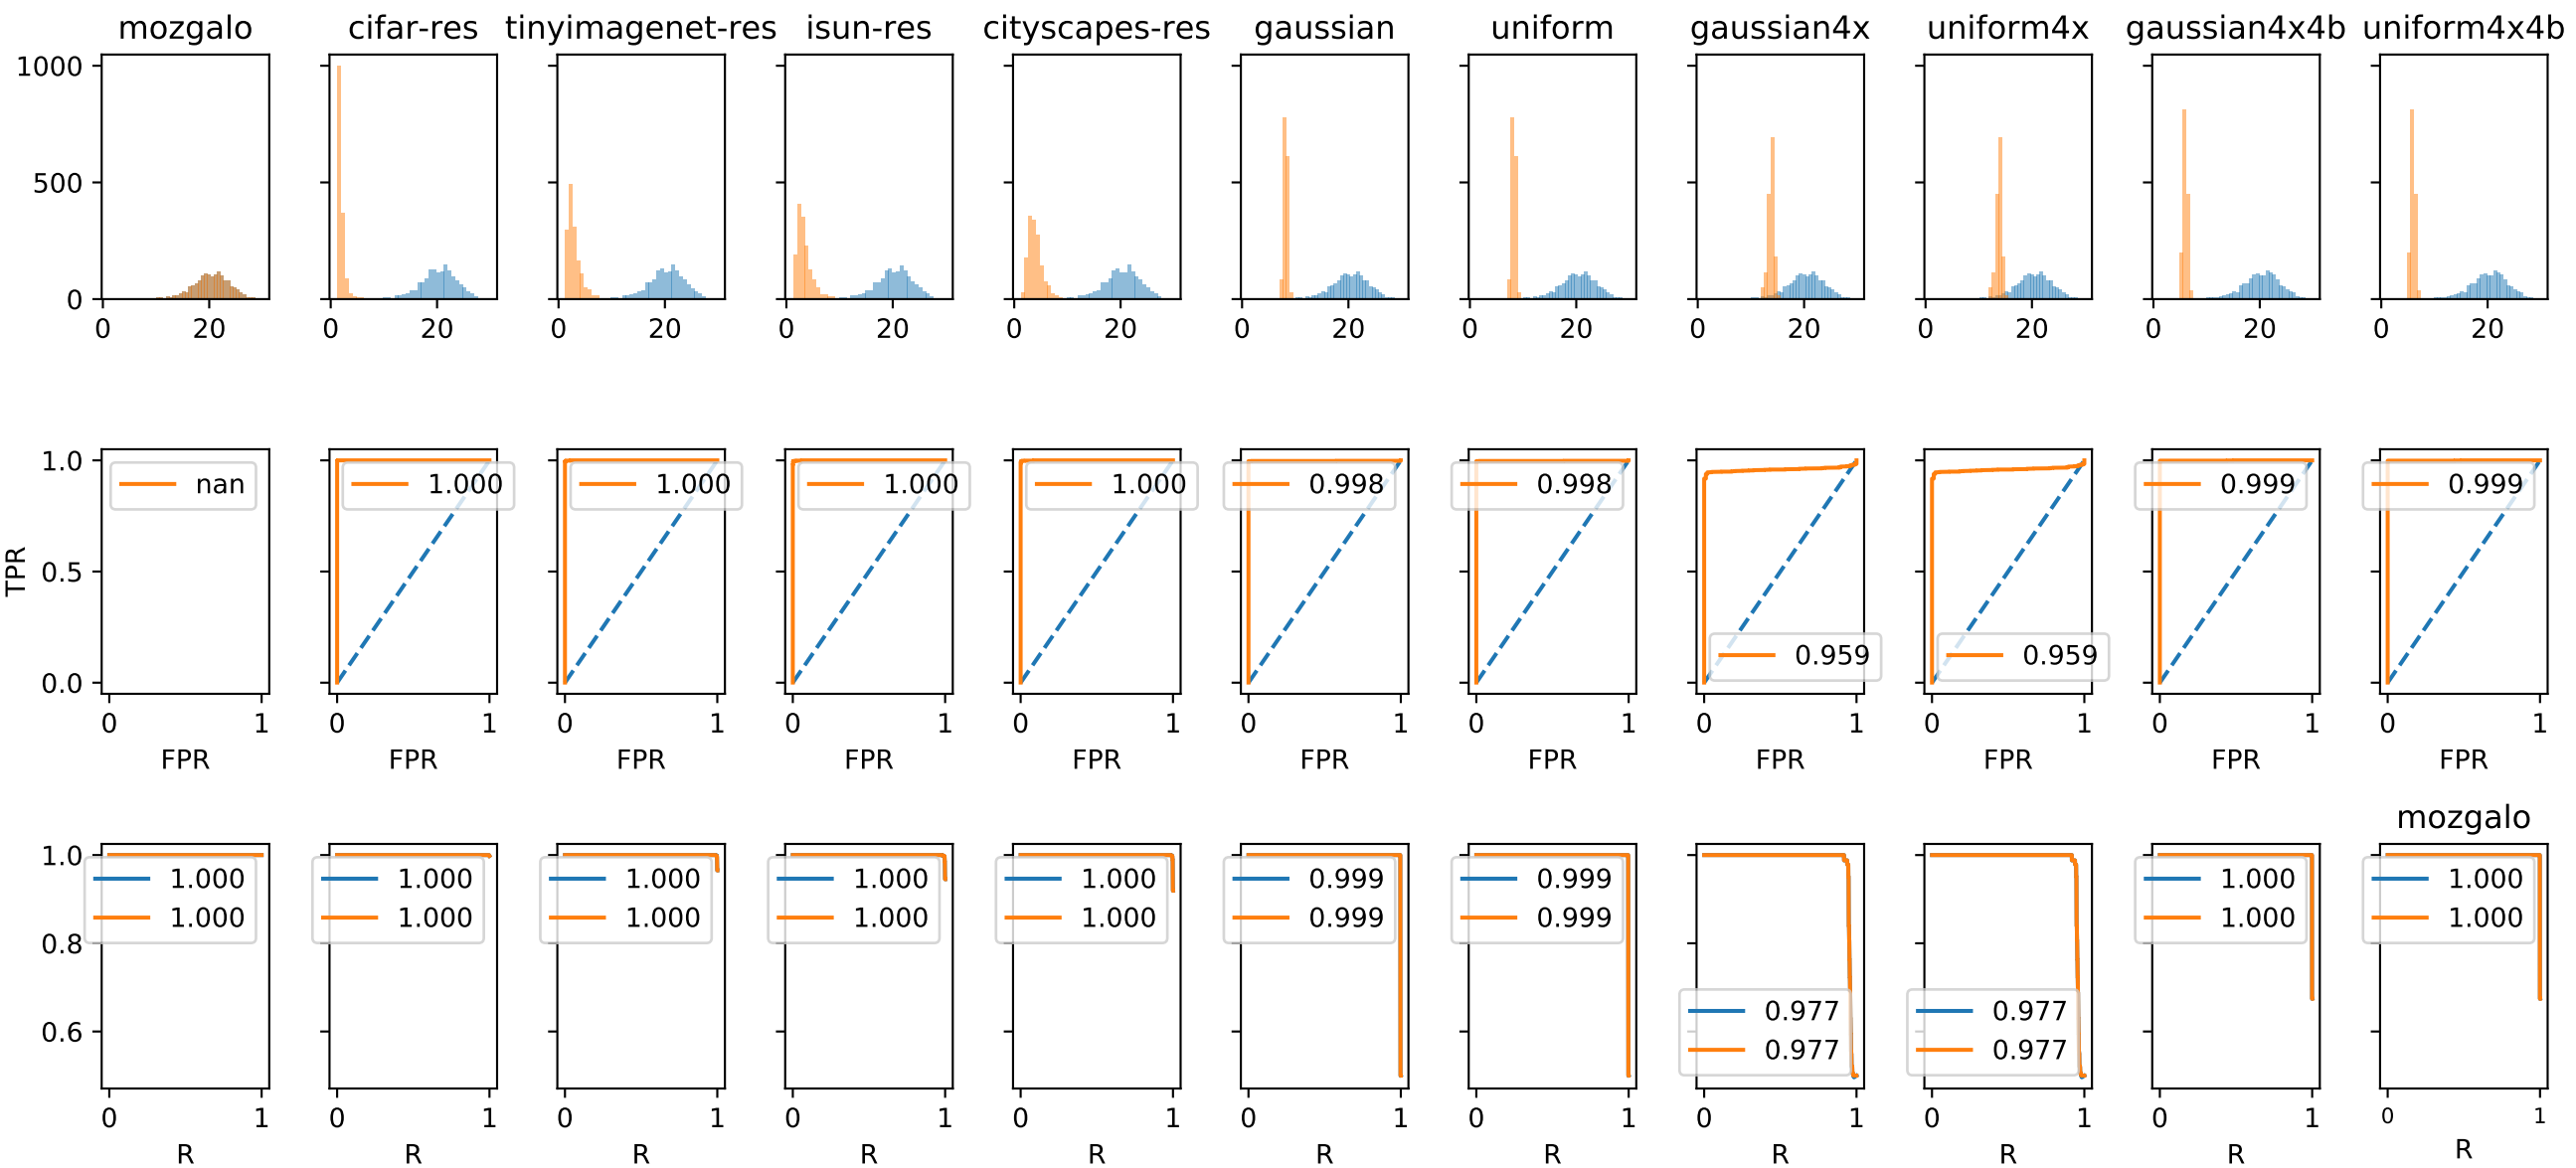 mozgalo cifar-res tinyimagenet-res isun-res cityscapes-res gaussian uniform gaussian4x uniform4x gaussian4x4b uniform4x4b
1000
500
0
0 20 0 20 0 20 0 20 0 20 0 20 0 20 0 20 0 20 0 20 0 20
TPR
1.0
0.5
0.0
nan 1.000 1.000 1.000 1.000 0.998 0.998 0.959 0.959 0.999 0.999
0 1 0 1 0 1 0 1 0 1 0 1 0 1 0 1 0 1 0 1 0 1
FPR FPR FPR FPR FPR FPR FPR FPR FPR FPR FPR
mozgalo
1.0
0.8
0.6
1.000 1.000 1.000 1.000 1.000 0.999 0.999 0.977 0.977 1.000 1.000
1.000 1.000 1.000 1.000 1.000 0.999 0.999 0.977 0.977 1.000 1.000
0 1 0 1 0 1 0 1 0 1 0 1 0 1 0 1 0 1 0 1 0 1
R R R R R R R R R R R